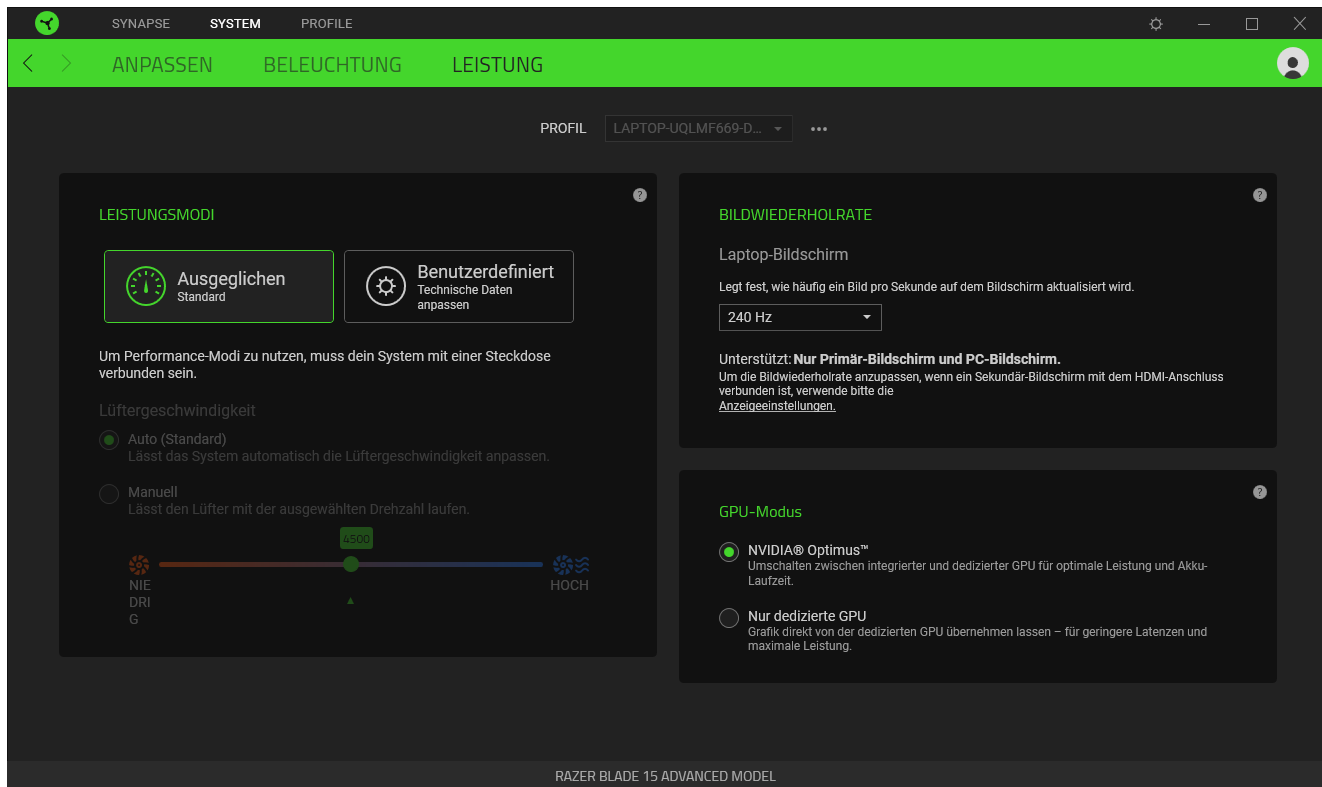 SYNAPSE SYSTEM PROFILE
ANPASSEN BELEUCHTUNG LEISTUNG
PROFIL LAPTOP-UQLMF669-D...
LEISTUNGSMODI
Ausgeglichen
Standard
Benutzerdefiniert
Technische Daten
anpassen
Um Performance-Modi zu nutzen, muss dein System mit einer Steckdose
verbunden sein.
Lüftergeschwindigkeit
Auto (Standard)
Lässt das System automatisch die Lüftergeschwindigkeit anpassen.
Manuell
Lässt den Lüfter mit der ausgewählten Drehzahl laufen.
4500
NIE
DRI
G
HOCH
BILDWIEDERHOLRATE
Laptop-Bildschirm
Legt fest, wie häufig ein Bild pro Sekunde auf dem Bildschirm aktualisiert wird.
240 Hz
Unterstützt: Nur Primär-Bildschirm und PC-Bildschirm.
Um die Bildwiederholrate anzupassen, wenn ein Sekundär-Bildschirm mit dem HDMI-Anschluss
verbunden ist, verwende bitte die
Anzeigeeinstellungen.
GPU-Modus
NVIDIA® Optimus™
Umschalten zwischen integrierter und dedizierter GPU für optimale Leistung und Akku-
Laufzeit.
Nur dedizierte GPU
Grafik direkt von der dedizierten GPU übernehmen lassen – für geringere Latenzen und
maximale Leistung.
RAZER BLADE 15 ADVANCED MODEL